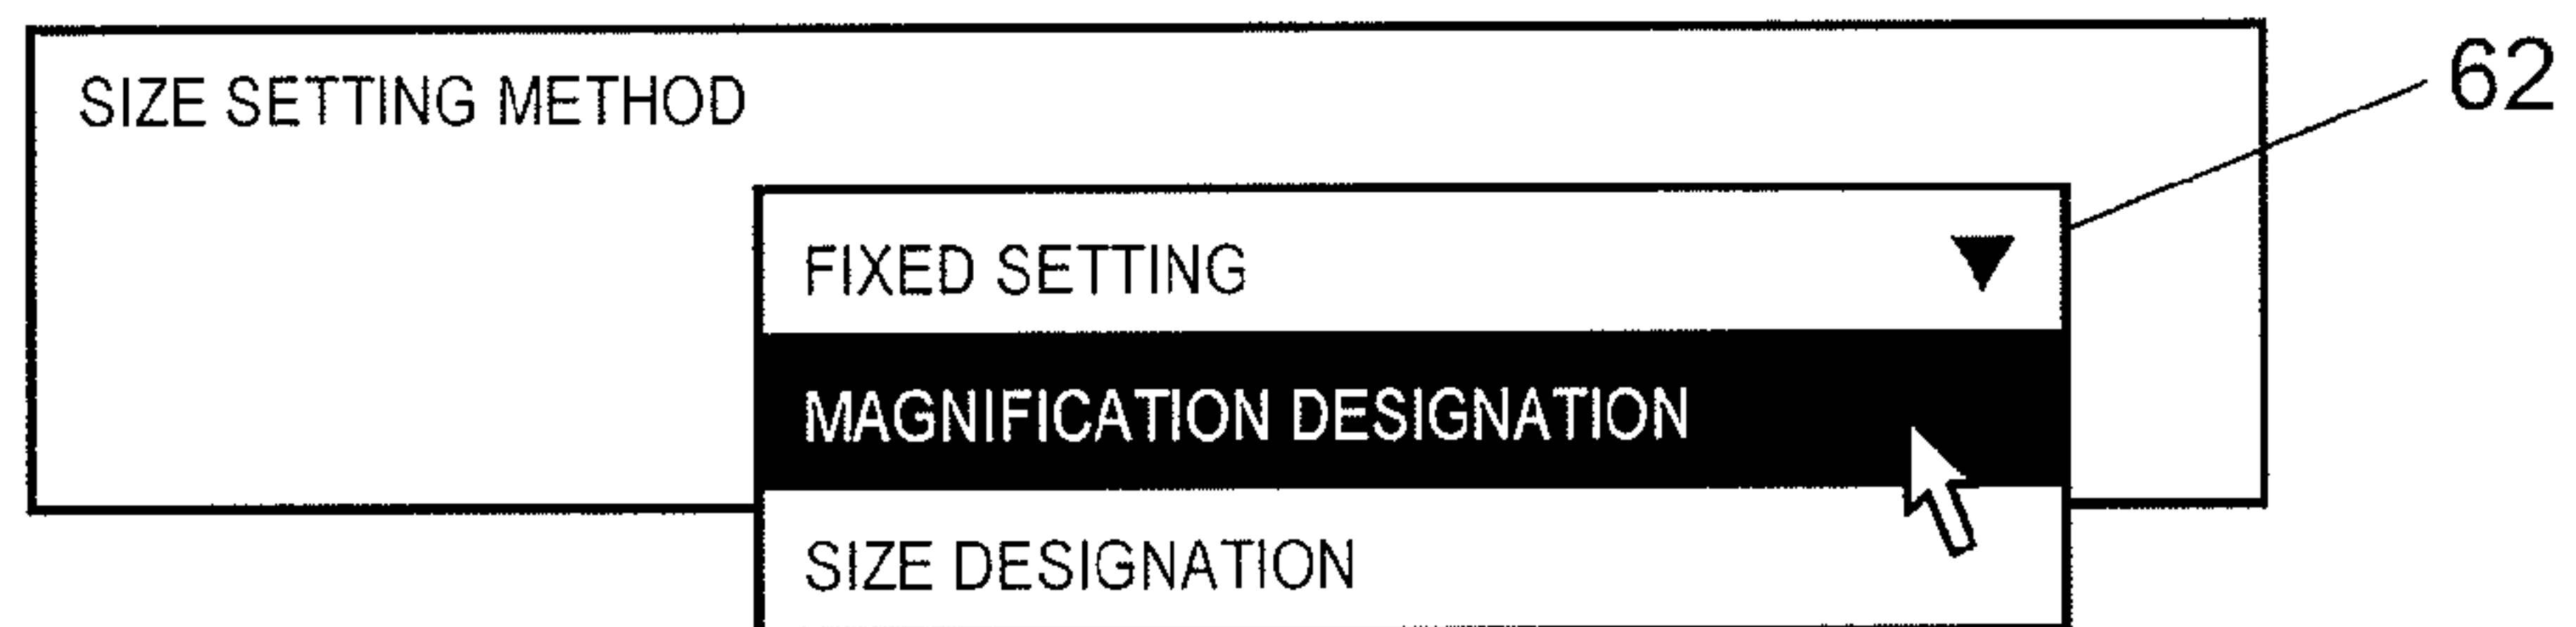 SIZE SETTING METHOD
62
FIXED SETTING ▼
MAGNIFICATION DESIGNATION
SIZE DESIGNATION